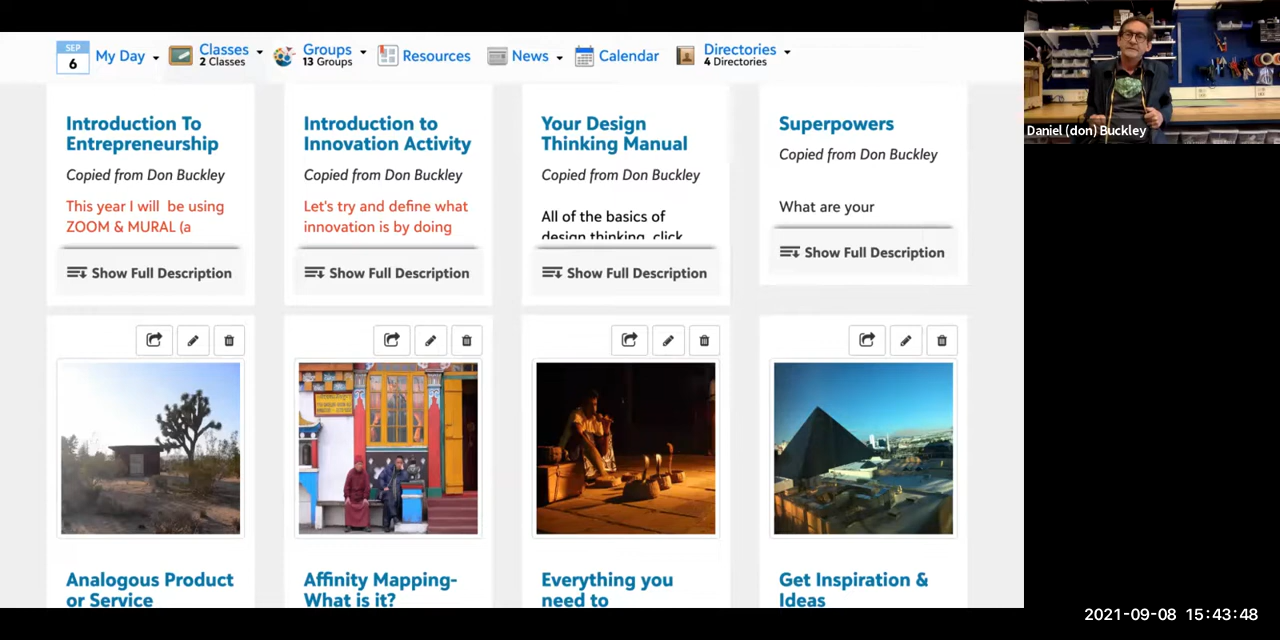 SEP
6
My Day
Classes
2 Classes
Groups
13 Groups
Resources
News
Calendar
Directories
4 Directories
Daniel (don) Buckley
Introduction To
Entrepreneurship
Copied from Don Buckley
This year I will be using
ZOOM & MURAL (a
Show Full Description
Introduction to
Innovation Activity
Copied from Don Buckley
Let's try and define what
innovation is by doing
Show Full Description
Your Design
Thinking Manual
Copied from Don Buckley
All of the basics of
design thinking, click
Show Full Description
Superpowers
Copied from Don Buckley
What are your
Show Full Description
Analogous Product
or Service
Affinity Mapping-
What is it?
Everything you
need to
Get Inspiration &
Ideas
2021-09-08 15:43:48